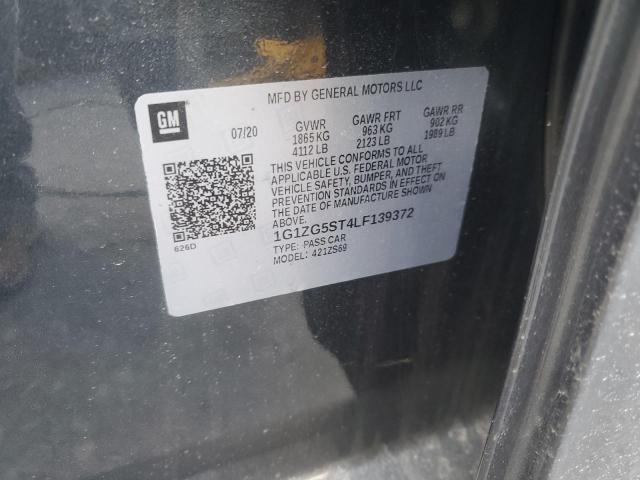 MFD BY GENERAL MOTORS LLC
GM
07/20
GVWR GAWR FRT GAWR RR
1865 KG 963 KG 902 KG
4112 LB 2123 LB 1989 LB
THIS VEHICLE CONFORMS TO ALL
APPLICABLE U.S. FEDERAL MOTOR
VEHICLE SAFETY, BUMPER, AND THEFT
PREVENTION STANDARDS IN EFFECT ON
THE DATE OF MANUFACTURE SHOWN
ABOVE.
1G1ZG5ST4LF139372
TYPE: PASS CAR
MODEL: 421ZS69
626D